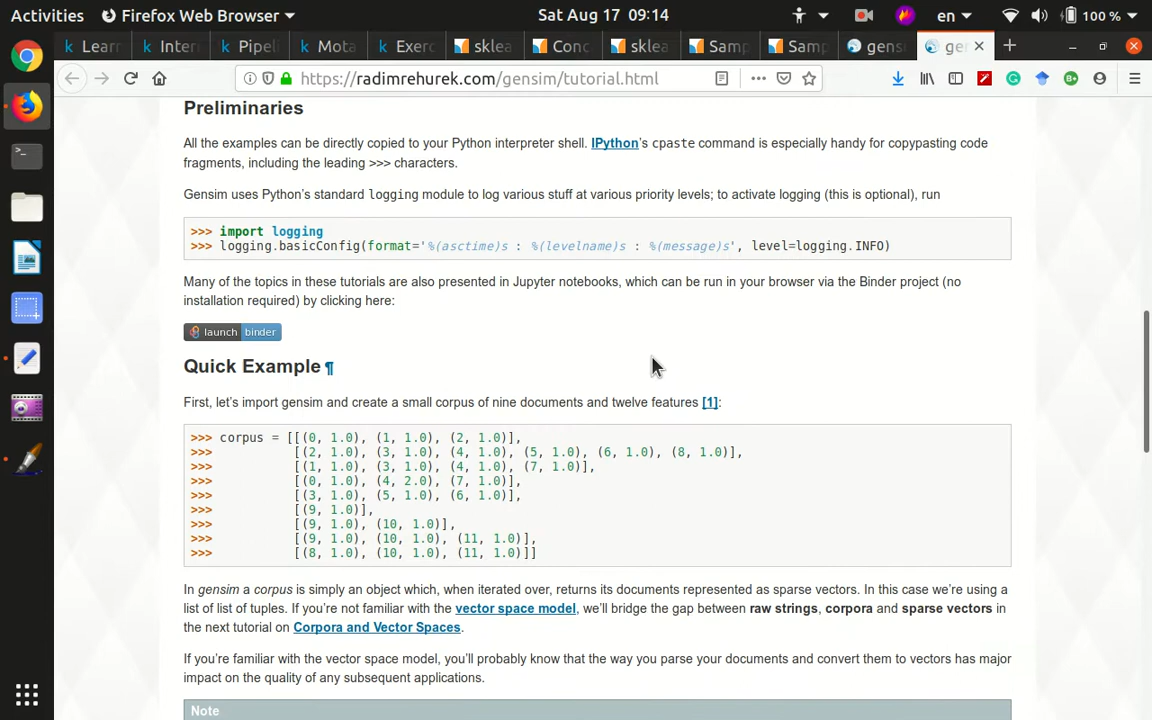 Activities Firefox Web Browser Sat Aug 17 09:14 en 100 %
Learn Inter Pipel Mota Exerc sklea Conc sklea Samp Samp gensi gen
https://radimrehurek.com/gensim/tutorial.html
Preliminaries
All the examples can be directly copied to your Python interpreter shell. IPython's cpaste command is especially handy for copypasting code
fragments, including the leading >>> characters.
Gensim uses Python's standard logging module to log various stuff at various priority levels; to activate logging (this is optional), run
>>> import logging
>>> logging.basicConfig(format='%(asctime)s : %(levelname)s : %(message)s', level=logging.INFO)
Many of the topics in these tutorials are also presented in Jupyter notebooks, which can be run in your browser via the Binder project (no
installation required) by clicking here:
launch binder
Quick Example ¶
First, let's import gensim and create a small corpus of nine documents and twelve features [1]:
>>> corpus = [[(0, 1.0), (1, 1.0), (2, 1.0)],
>>> [(2, 1.0), (3, 1.0), (4, 1.0), (5, 1.0), (6, 1.0), (8, 1.0)],
>>> [(1, 1.0), (3, 1.0), (4, 1.0), (7, 1.0)],
>>> [(0, 1.0), (4, 2.0), (7, 1.0)],
>>> [(3, 1.0), (5, 1.0), (6, 1.0)],
>>> [(9, 1.0)],
>>> [(9, 1.0), (10, 1.0)],
>>> [(9, 1.0), (10, 1.0), (11, 1.0)],
>>> [(8, 1.0), (10, 1.0), (11, 1.0)]]
In gensim a corpus is simply an object which, when iterated over, returns its documents represented as sparse vectors. In this case we're using a
list of list of tuples. If you're not familiar with the vector space model, we'll bridge the gap between raw strings, corpora and sparse vectors in
the next tutorial on Corpora and Vector Spaces.
If you're familiar with the vector space model, you'll probably know that the way you parse your documents and convert them to vectors has major
impact on the quality of any subsequent applications.
Note